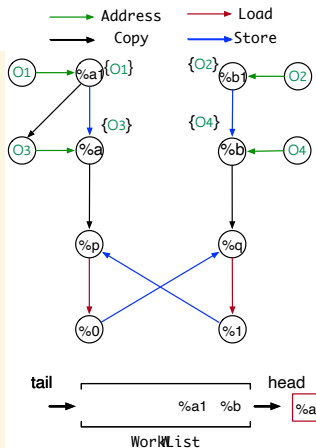 Address Load
Copy Store
O1 %a1 {O1} {O2} %b1 O2
{O3} {O4}
O3 %a %b O4
%p %q
%0 %1
tail head
%a1 %b %a
WorkList